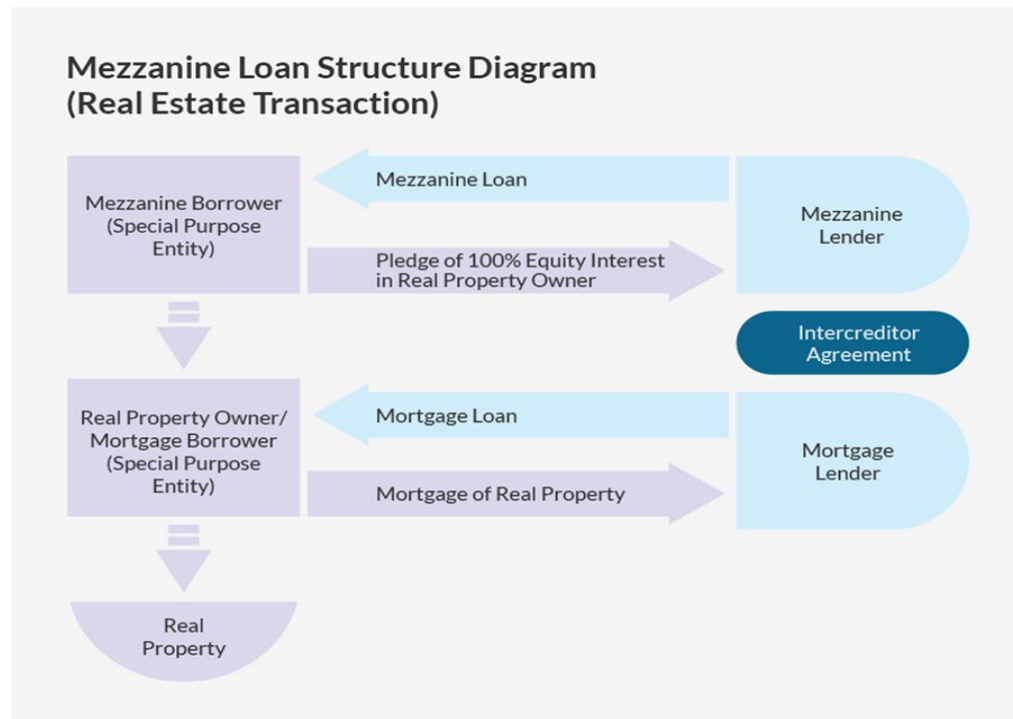 Mezzanine Loan Structure Diagram
(Real Estate Transaction)
Mezzanine Borrower
(Special Purpose
Entity)
Mezzanine Loan
Pledge of 100% Equity Interest
in Real Property Owner
Mezzanine
Lender
Intercreditor
Agreement
Real Property Owner/
Mortgage Borrower
(Special Purpose
Entity)
Mortgage Loan
Mortgage of Real Property
Mortgage
Lender
Real
Property